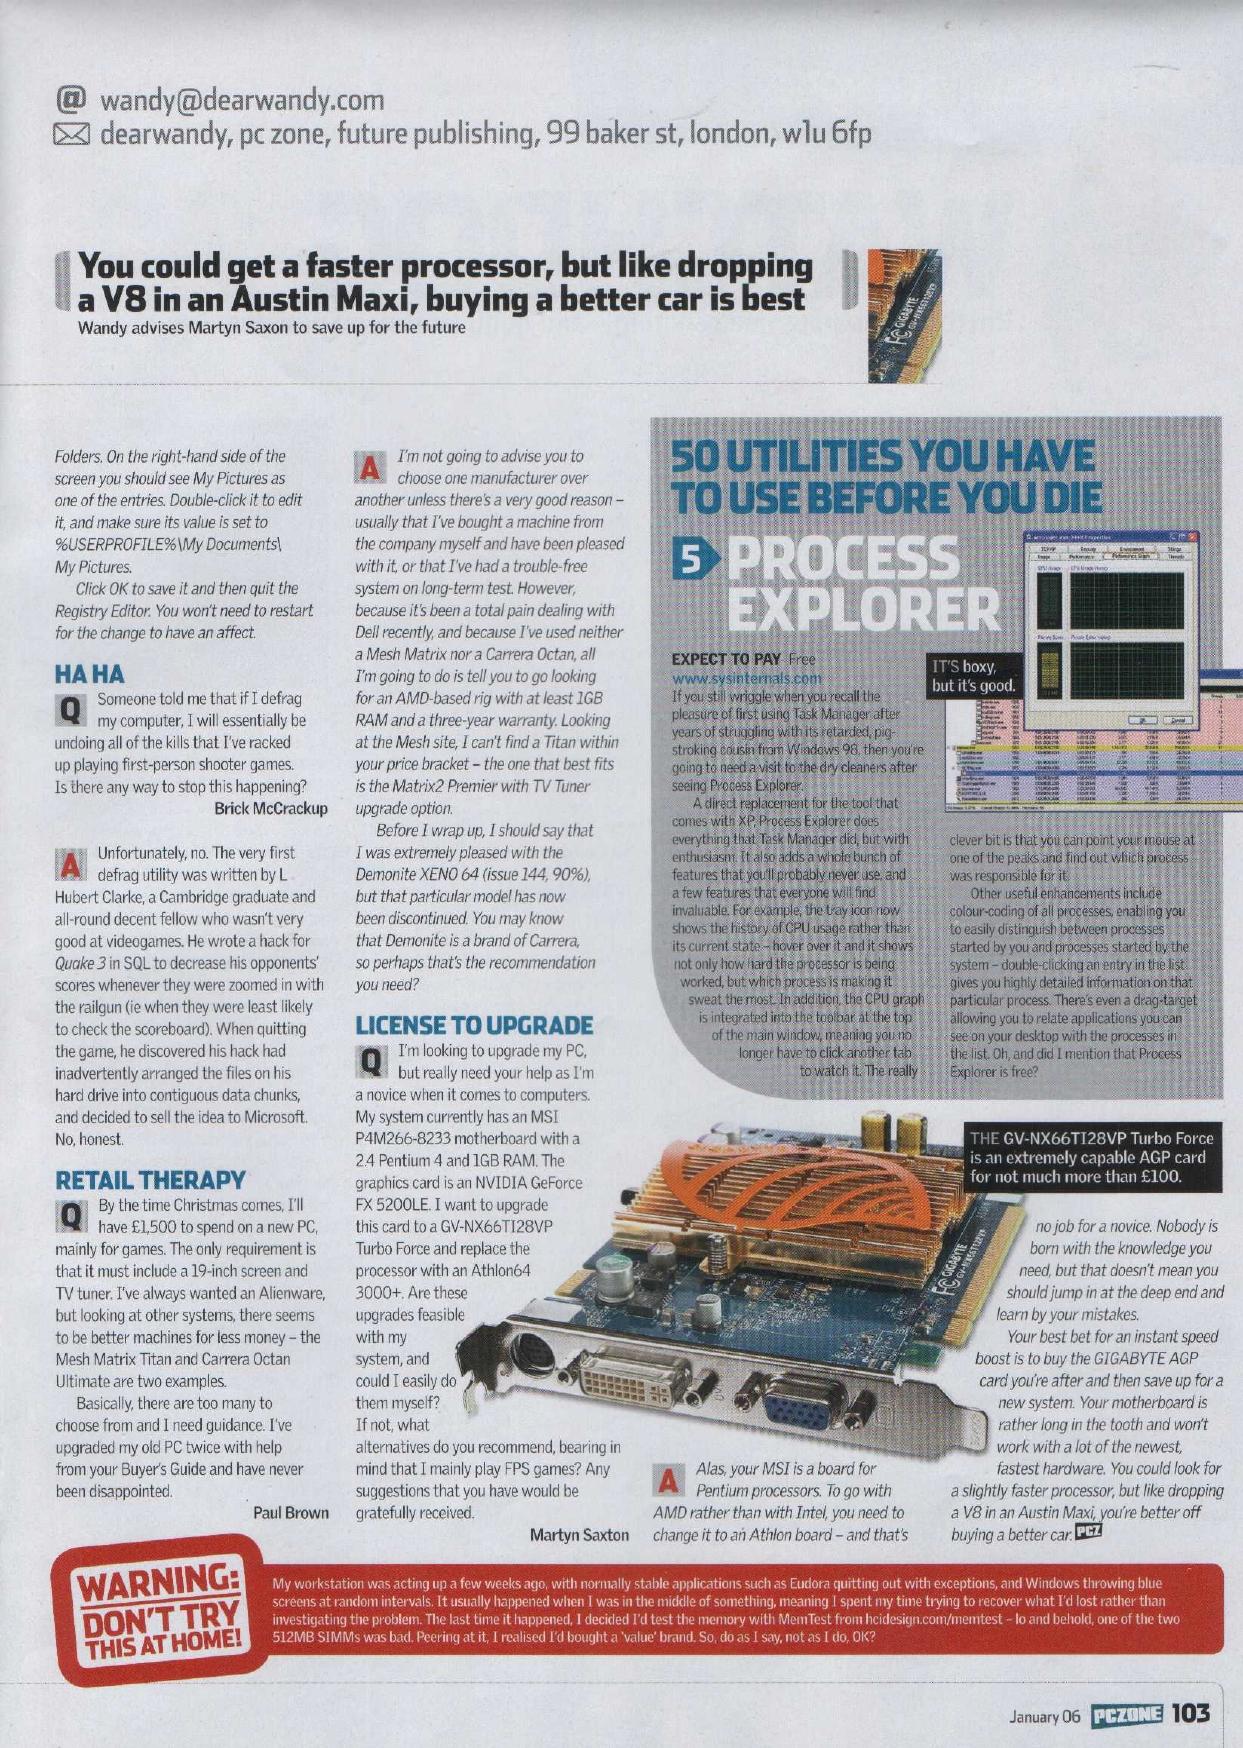 @ wandy@dearwandy.com
dearwandy, pc zone, future publishing, 99 baker st, london, w1u 6fp
You could get a faster processor, but like dropping
a V8 in an Austin Maxi, buying a better car is best
Wandy advises Martyn Saxon to save up for the future
Folders. On the right-hand side of the
screen you should see My Pictures as
one of the entries. Double-click it to edit
it, and make sure its value is set to
%USERPROFILE%\My Documents\
My Pictures.
Click OK to save it and then quit the
Registry Editor. You won't need to restart
for the change to have an affect.
HA HA
Q Someone told me that if I defrag
my computer, I will essentially be
undoing all of the kills that I've racked
up playing first-person shooter games.
Is there any way to stop this happening?
Brick McCrackup
A Unfortunately, no. The very first
defrag utility was written by L
Hubert Clarke, a Cambridge graduate and
all-round decent fellow who wasn't very
good at videogames. He wrote a hack for
Quake 3 in SQL to decrease his opponents'
scores whenever they were zoomed in with
the railgun (ie when they were least likely
to check the scoreboard). When quitting
the game, he discovered his hack had
inadvertently arranged the files on his
hard drive into contiguous data chunks,
and decided to sell the idea to Microsoft.
No, honest.
RETAIL THERAPY
Q By the time Christmas comes, I'll
have £1,500 to spend on a new PC,
mainly for games. The only requirement is
that it must include a 19-inch screen and
TV tuner. I've always wanted an Alienware,
but looking at other systems, there seems
to be better machines for less money – the
Mesh Matrix Titan and Carrera Octan
Ultimate are two examples.
Basically, there are too many to
choose from and I need guidance. I've
upgraded my old PC twice with help
from your Buyer's Guide and have never
been disappointed.
Paul Brown
A I'm not going to advise you to
choose one manufacturer over
another unless there's a very good reason –
usually that I've bought a machine from
the company myself and have been pleased
with it, or that I've had a trouble-free
system on long-term test. However,
because it's been a total pain dealing with
Dell recently, and because I've used neither
a Mesh Matrix nor a Carrera Octan, all
I'm going to do is tell you to go looking
for an AMD-based rig with at least 1GB
RAM and a three-year warranty. Looking
at the Mesh site, I can't find a Titan within
your price bracket – the one that best fits
is the Matrix2 Premier with TV Tuner
upgrade option.
Before I wrap up, I should say that
I was extremely pleased with the
Demonite XENO 64 (issue 144, 90%),
but that particular model has now
been discontinued. You may know
that Demonite is a brand of Carrera,
so perhaps that's the recommendation
you need?
LICENSE TO UPGRADE
Q I'm looking to upgrade my PC,
but really need your help as I'm
a novice when it comes to computers.
My system currently has an MSI
P4M266-8233 motherboard with a
2.4 Pentium 4 and 1GB RAM. The
graphics card is an NVIDIA GeForce
FX 5200LE. I want to upgrade
this card to a GV-NX66TI28VP
Turbo Force and replace the
processor with an Athlon64
3000+. Are these
upgrades feasible
with my
system, and
could I easily do
them myself?
If not, what
alternatives do you recommend, bearing in
mind that I mainly play FPS games? Any
suggestions that you have would be
gratefully received.
Martyn Saxton
50 UTILITIES YOU HAVE
TO USE BEFORE YOU DIE
5 PROCESS
EXPLORER
EXPECT TO PAY Free
www.sysinternals.com
If you still wriggle when you recall the
pleasure of first using Task Manager after
years of struggling with its retarded, pig-
stroking cousin from Windows 98, then you're
going to need a visit to the dry cleaners after
seeing Process Explorer.
A direct replacement for the tool that
comes with XP, Process Explorer does
everything that Task Manager did, but with
enthusiasm. It also adds a whole bunch of
features that you'll probably never use, and
a few features that everyone will find
invaluable. For example, the tray icon now
shows the history of CPU usage rather than
its current state – hover over it and it shows
not only how hard the processor is being
worked, but which process is making it
sweat the most. In addition, the CPU graph
is integrated into the toolbar at the top
of the main window, meaning you no
longer have to click another tab
to watch it. The really
IT'S boxy,
but it's good.
clever bit is that you can point your mouse at
one of the peaks and find out which process
was responsible for it.
Other useful enhancements include
colour-coding of all processes, enabling you
to easily distinguish between processes
started by you and processes started by the
system – double-clicking an entry in the list
gives you highly detailed information on that
particular process. There's even a drag-target
allowing you to relate applications you can
see on your desktop with the processes in
the list. Oh, and did I mention that Process
Explorer is free?
THE GV-NX66TI28VP Turbo Force
is an extremely capable AGP card
for not much more than £100.
GIGABYTE
A Alas, your MSI is a board for
Pentium processors. To go with
AMD rather than with Intel, you need to
change it to an Athlon board – and that's
no job for a novice. Nobody is
born with the knowledge you
need, but that doesn't mean you
should jump in at the deep end and
learn by your mistakes.
Your best bet for an instant speed
boost is to buy the GIGABYTE AGP
card you're after and then save up for a
new system. Your motherboard is
rather long in the tooth and won't
work with a lot of the newest,
fastest hardware. You could look for
a slightly faster processor, but like dropping
a V8 in an Austin Maxi, you're better off
buying a better car. PCZ
WARNING:
DON'T TRY
THIS AT HOME!
My workstation was acting up a few weeks ago, with normally stable applications such as Eudora quitting out with exceptions, and Windows throwing blue
screens at random intervals. It usually happened when I was in the middle of something, meaning I spent my time trying to recover what I'd lost rather than
investigating the problem. The last time it happened, I decided I'd test the memory with MemTest from hcidesign.com/memtest – lo and behold, one of the two
512MB SIMMs was bad. Peering at it, I realised I'd bought a 'value' brand. So, do as I say, not as I do, OK?
January 06 PCZONE 103